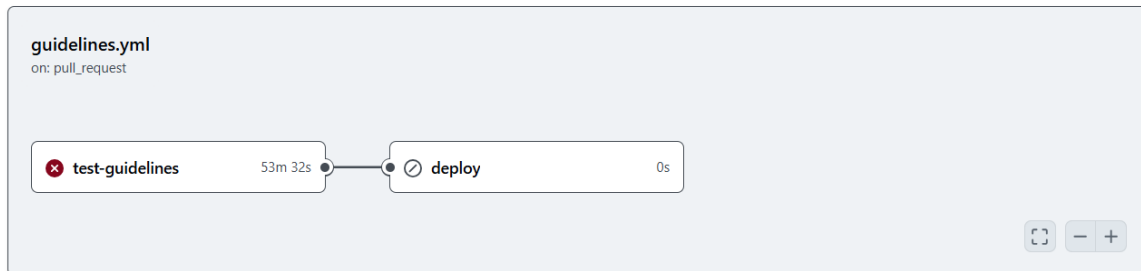 guidelines.yml
on: pull_request
test-guidelines 53m 32s
deploy 0s